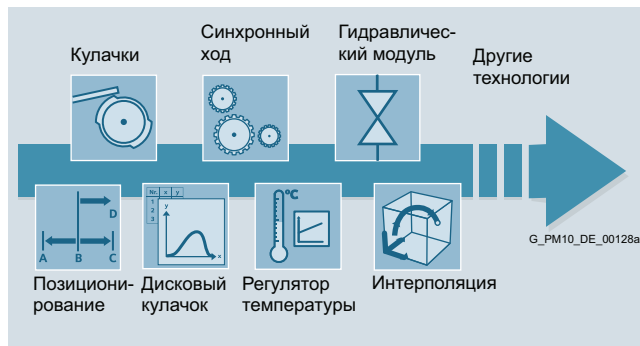 Кулачки
Синхронный
ход
Гидравличес-
кий модуль
Другие
технологии
Nr. x y
1
2
3
y
x
°C
D
A B C
G_PM10_DE_00128a
Позициони-
рование
Дисковый
кулачок
Регулятор
температуры
Интерполяция